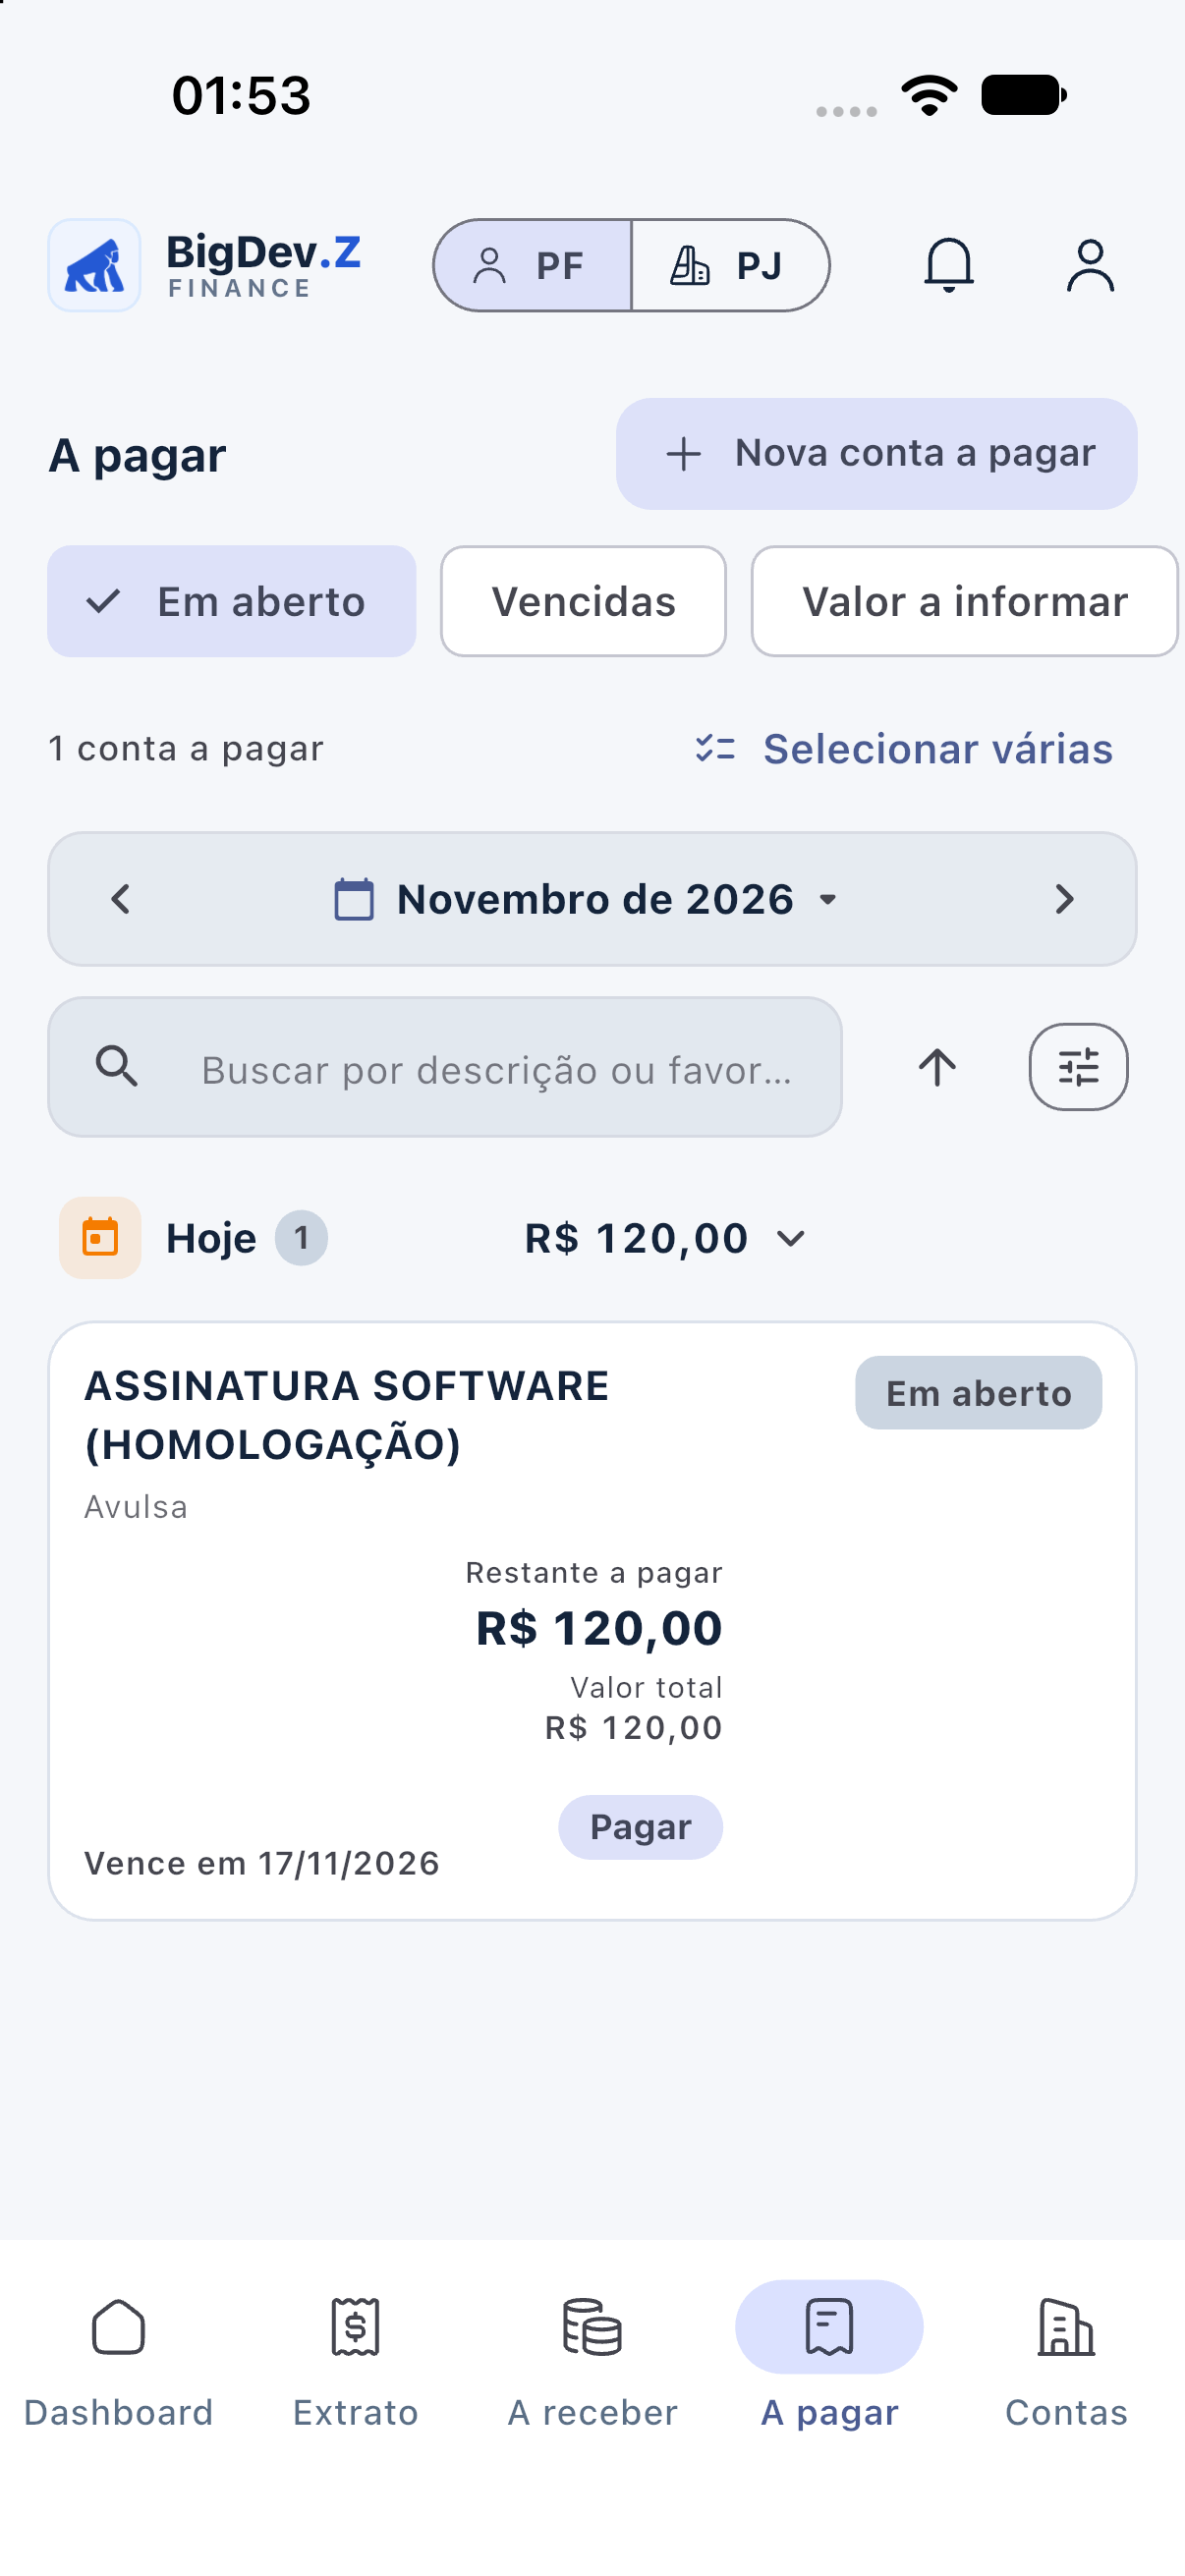 01:53
BigDev.Z
FINANCE
PF
PJ
A pagar
Nova conta a pagar
Em aberto
Vencidas
Valor a informar
1 conta a pagar
Selecionar várias
Novembro de 2026
Buscar por descrição ou favor...
Hoje
1
R$ 120,00
ASSINATURA SOFTWARE
(HOMOLOGAÇÃO)
Em aberto
Avulsa
Restante a pagar
R$ 120,00
Valor total
R$ 120,00
Pagar
Vence em 17/11/2026
Dashboard
Extrato
A receber
A pagar
Contas